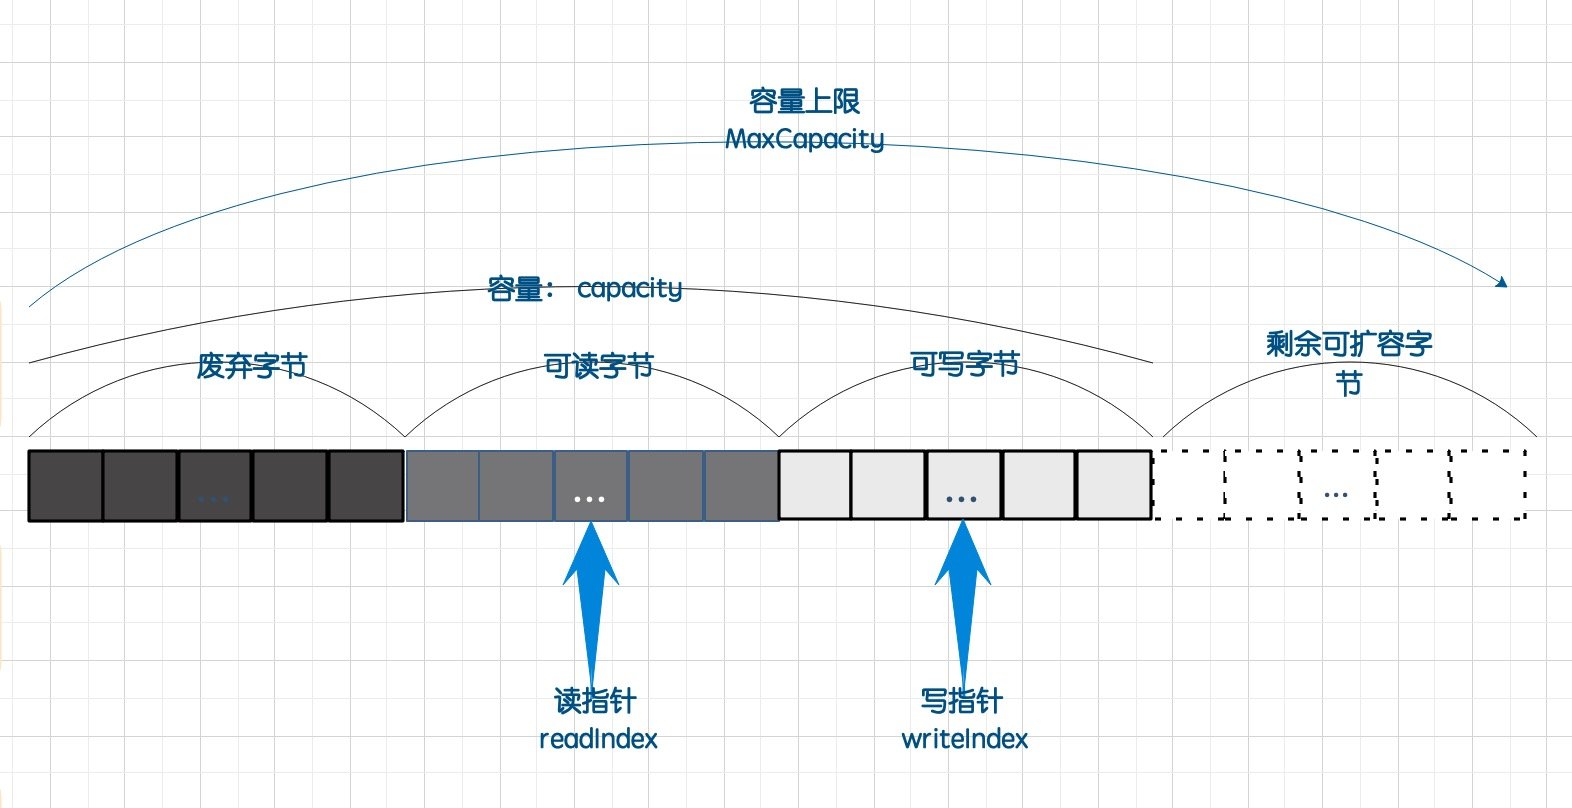 容量上限
MaxCapacity
容量： capacity
废弃字节
可读字节
可写字节
剩余可扩容字
节
...
...
...
...
读指针
readIndex
写指针
writeIndex